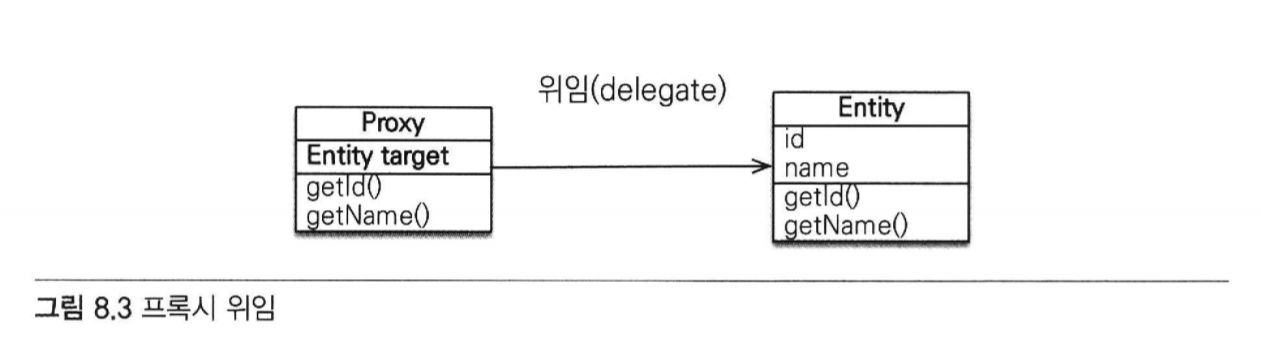 위임(delegate)
Proxy
Entity target
getId()
getName()
Entity
id
name
getId()
getName()
그림 8.3 프록시 위임